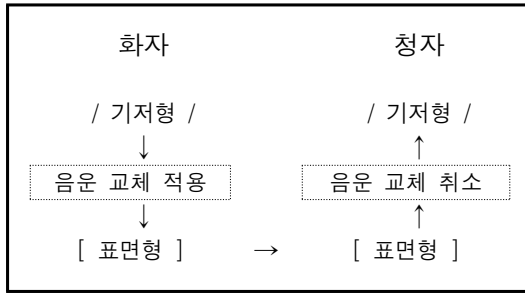 화자 청자
/ 기저형 / / 기저형 /
↓ ↑
음운 교체 적용 음운 교체 취소
↓ ↑
[ 표면형 ] → [ 표면형 ]